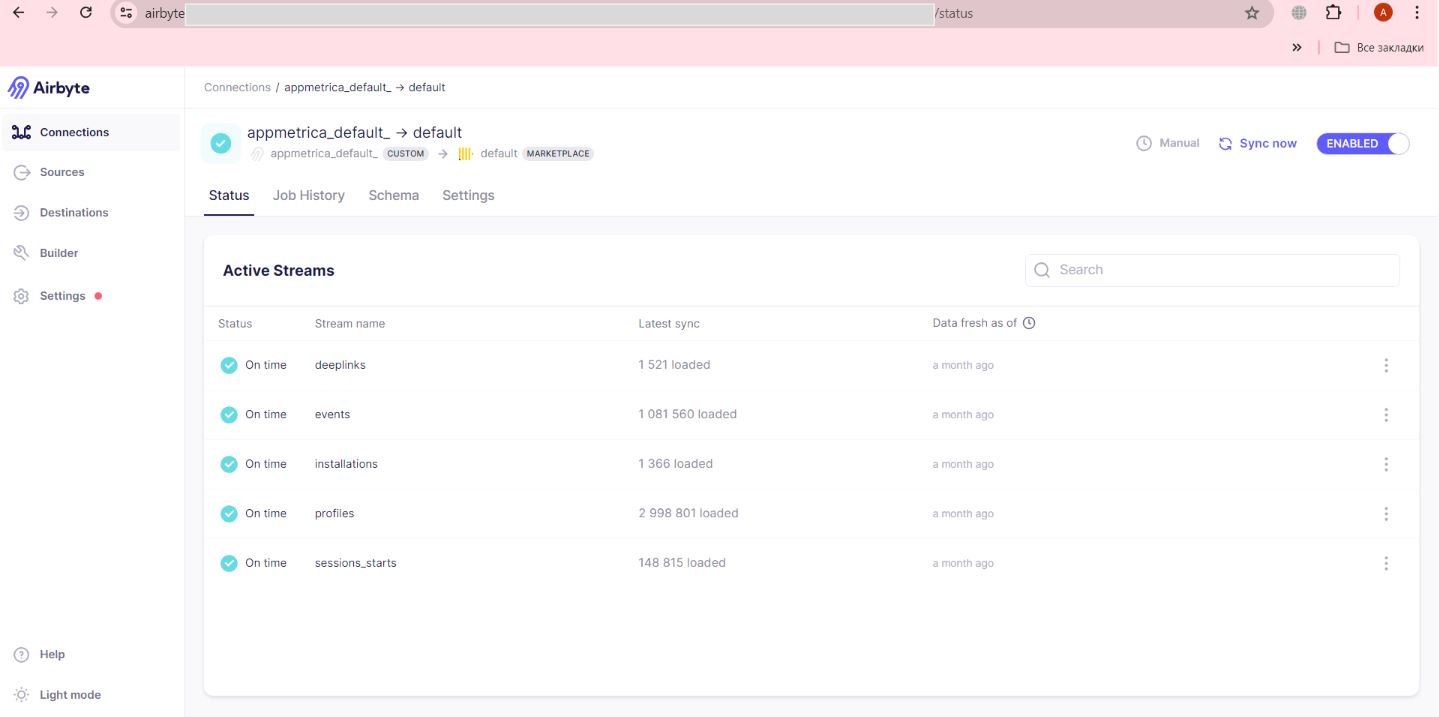 airbyte /status A
Все закладки
Airbyte
Connections / appmetrica_default_ → default
Connections
Sources
Destinations
Builder
Settings
appmetrica_default_ → default
appmetrica_default_ CUSTOM → default MARKETPLACE
Manual Sync now ENABLED
Status Job History Schema Settings
Active Streams
Search
Status Stream name Latest sync Data fresh as of
On time deeplinks 1 521 loaded a month ago
On time events 1 081 560 loaded a month ago
On time installations 1 366 loaded a month ago
On time profiles 2 998 801 loaded a month ago
On time sessions_starts 148 815 loaded a month ago
Help
Light mode